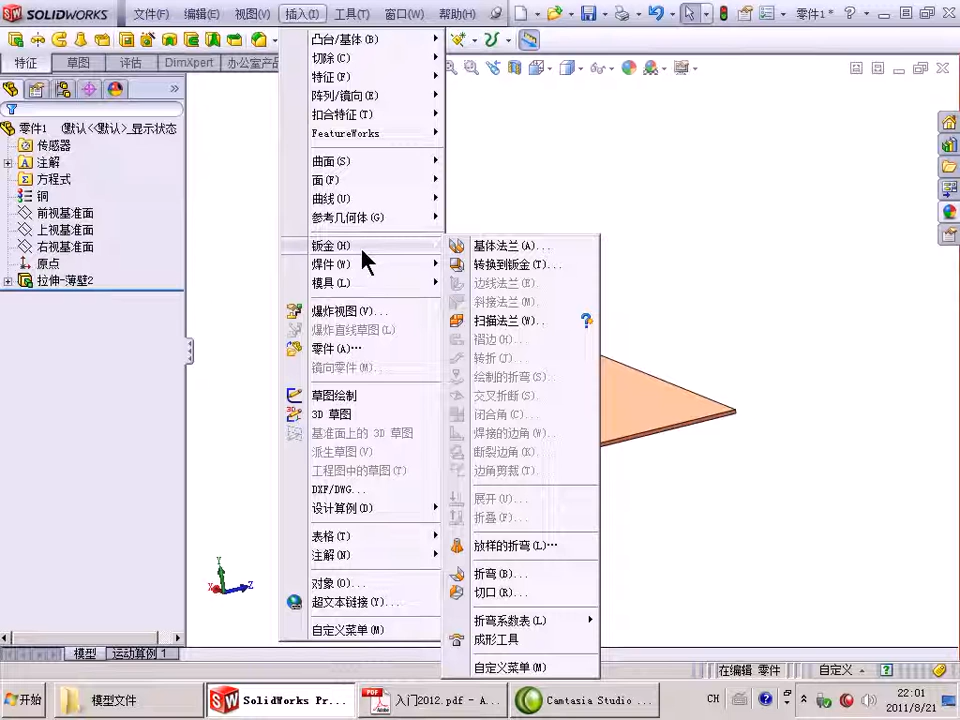 SOLIDWORKS 文件(F) 编辑(E) 视图(V) 插入(I) 工具(T) 窗口(W) 帮助(H) 零件1 *
特征 草图 评估 DimXpert 办公室产品
零件1 (默认<<默认>_显示状态
传感器
注解
方程式
铜
前视基准面
上视基准面
右视基准面
原点
拉伸-薄壁2
凸台/基体(B)
切除(C)
特征(F)
阵列/镜向(E)
扣合特征(T)
FeatureWorks
曲面(S)
面(F)
曲线(U)
参考几何体(G)
钣金(H)
焊件(W)
模具(L)
爆炸视图(V)...
爆炸直线草图(L)
零件(A)...
镜向零件(M)...
草图绘制
3D 草图
基准面上的 3D 草图
派生草图(V)
工程图中的草图(T)
DXF/DWG...
设计算例(D)
表格(T)
注解(N)
对象(O)...
超文本链接(Y)...
自定义菜单(M)
基体法兰(A)...
转换到钣金(T)...
边线法兰(E)...
斜接法兰(M)...
扫描法兰(W)...
褶边(H)...
转折(J)...
绘制的折弯(S)...
交叉折断(S)...
闭合角(C)...
焊接的边角(W)...
断裂边角(K)...
边角剪裁(T)...
展开(U)...
折叠(F)...
放样的折弯(L)...
折弯(B)...
切口(R)...
折弯系数表(L)
成形工具
自定义菜单(M)
Y
X
Z
模型 运动算例 1
在编辑 零件 自定义
开始 模型文件 SolidWorks Pr... 入门2012.pdf - A... Camtasia Studio ... CH 22:01
2011/8/21